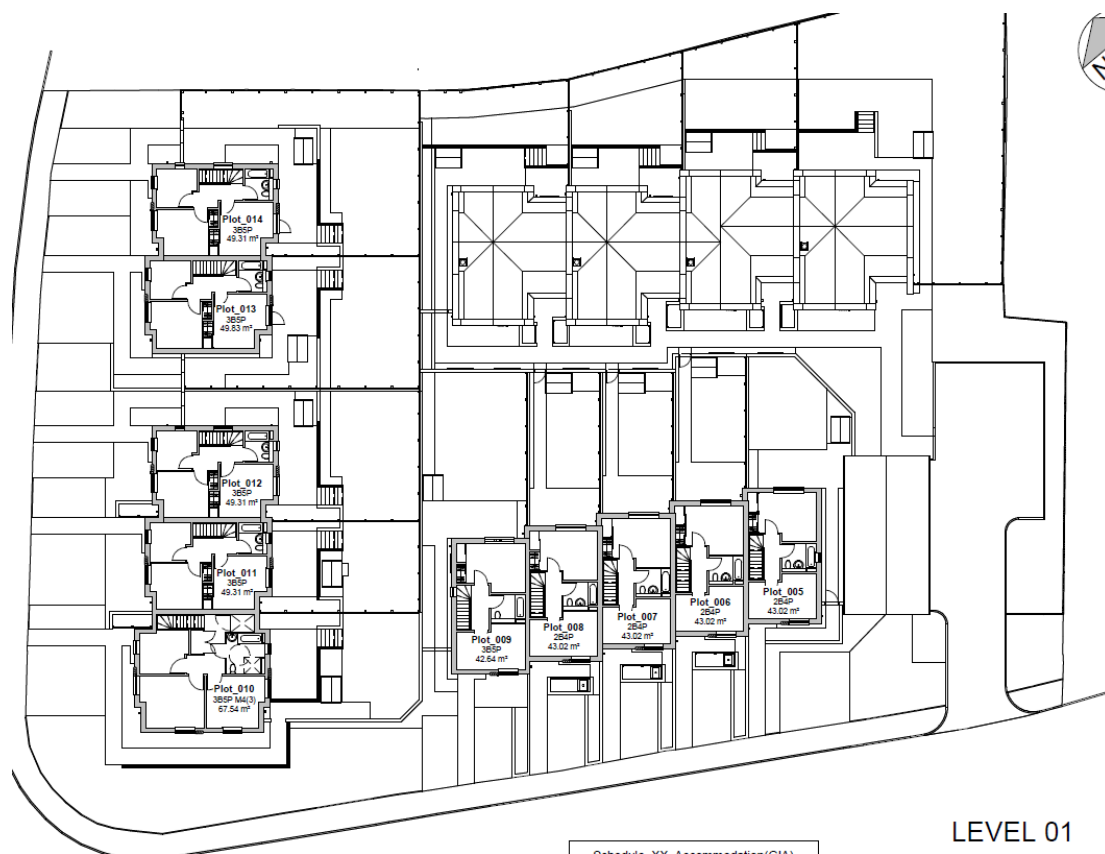 N
Plot_014
3B5P
49.31 m²
Plot_013
3B5P
49.83 m²
Plot_012
3B5P
49.31 m²
Plot_011
3B5P
49.31 m²
Plot_010
3B5P M4(3)
67.54 m²
Plot_009
3B5P
42.64 m²
Plot_008
2B4P
43.02 m²
Plot_007
2B4P
43.02 m²
Plot_006
2B4P
43.02 m²
Plot_005
2B4P
43.02 m²
LEVEL 01
Schedule_XX_Accommodation(GIA)